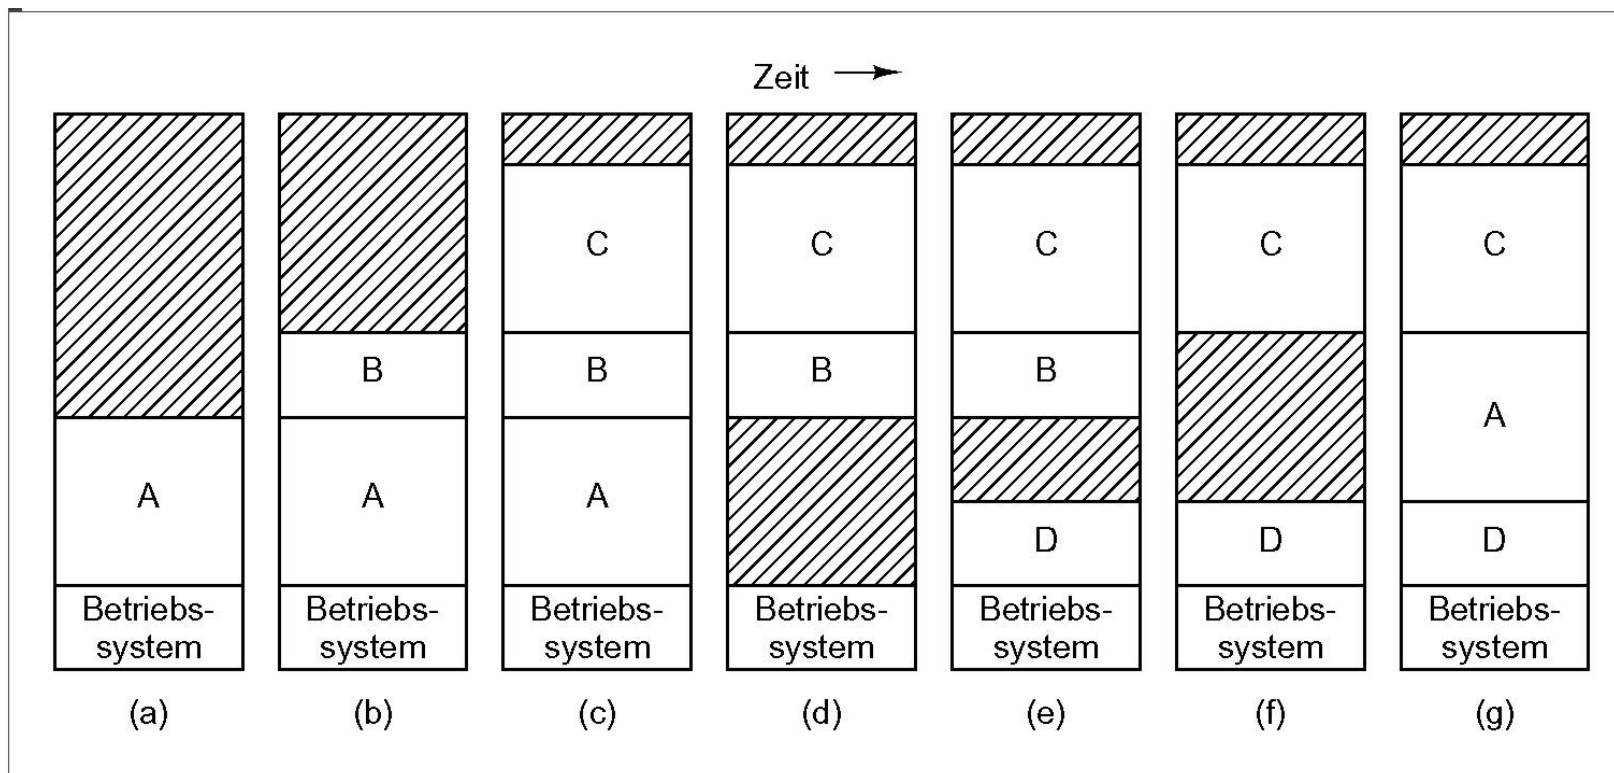 Zeit
C C C C C
B B B B A
A A A D D D
Betriebs- Betriebs- Betriebs- Betriebs- Betriebs- Betriebs- Betriebs-
system system system system system system system
(a) (b) (c) (d) (e) (f) (g)